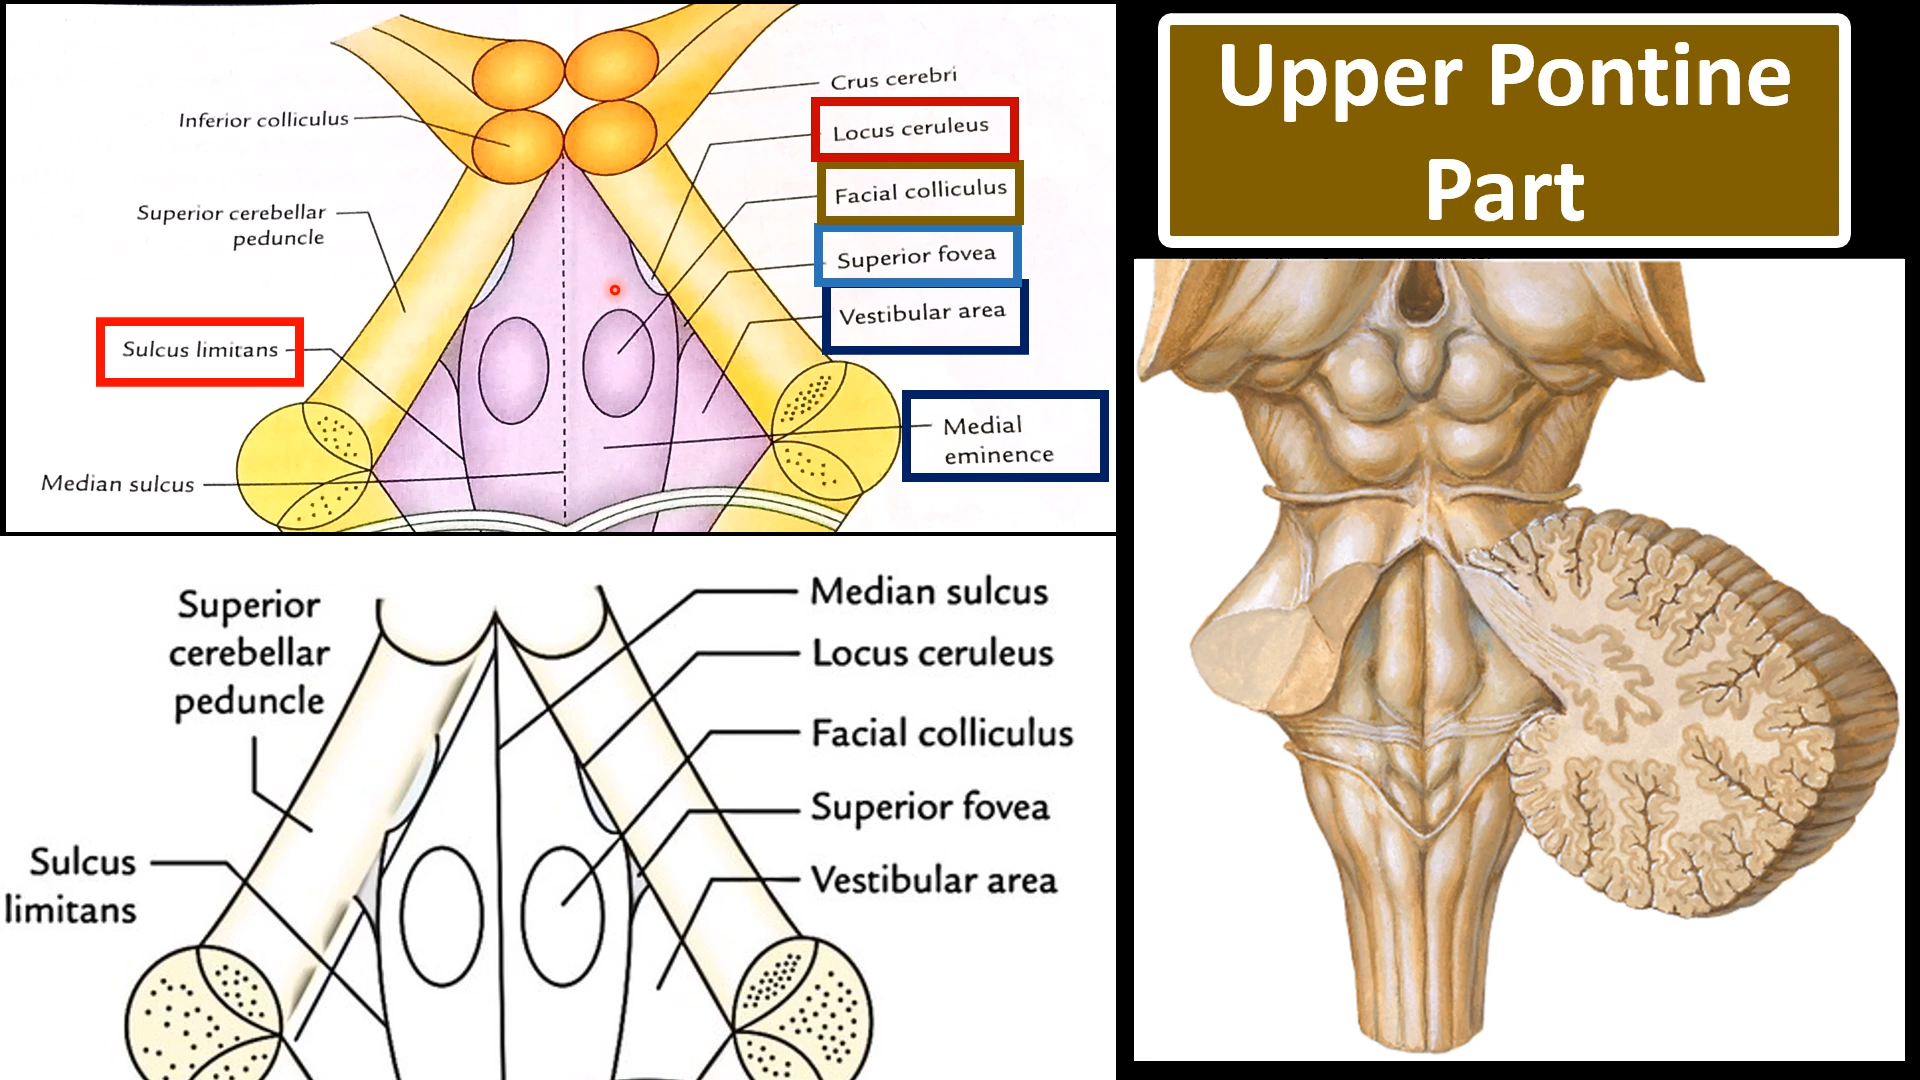 Upper Pontine
Part
Crus cerebri
Inferior colliculus
Locus ceruleus
Facial colliculus
Superior cerebellar
peduncle
Superior fovea
Vestibular area
Sulcus limitans
Medial
eminence
Median sulcus
Superior
cerebellar
peduncle
Sulcus
limitans
Median sulcus
Locus ceruleus
Facial colliculus
Superior fovea
Vestibular area